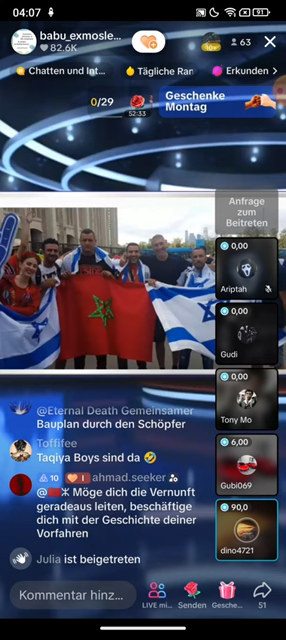 04:07
91
babu_exmosle...
82.6K
63
Chatten und Int...
Tägliche Ran
Erkunden
0/29
52:33
Geschenke
Montag
Anfrage
zum
Beitreten
0,00
Ariptah
0,00
Gudi
0,00
Tony Mo
6,00
Gubi069
90,0
dino4721
@Eternal Death Gemeinsamer
Bauplan durch den Schöpfer
Toffifee
Taqiya Boys sind da 🤣
10 1 ahmad.seeker
@ Möge dich die Vernunft
geradeaus leiten, beschäftige
dich mit der Geschichte deiner
Vorfahren
Julia ist beigetreten
Kommentar hinz...
LIVE mi...
Senden
Gesche...
51